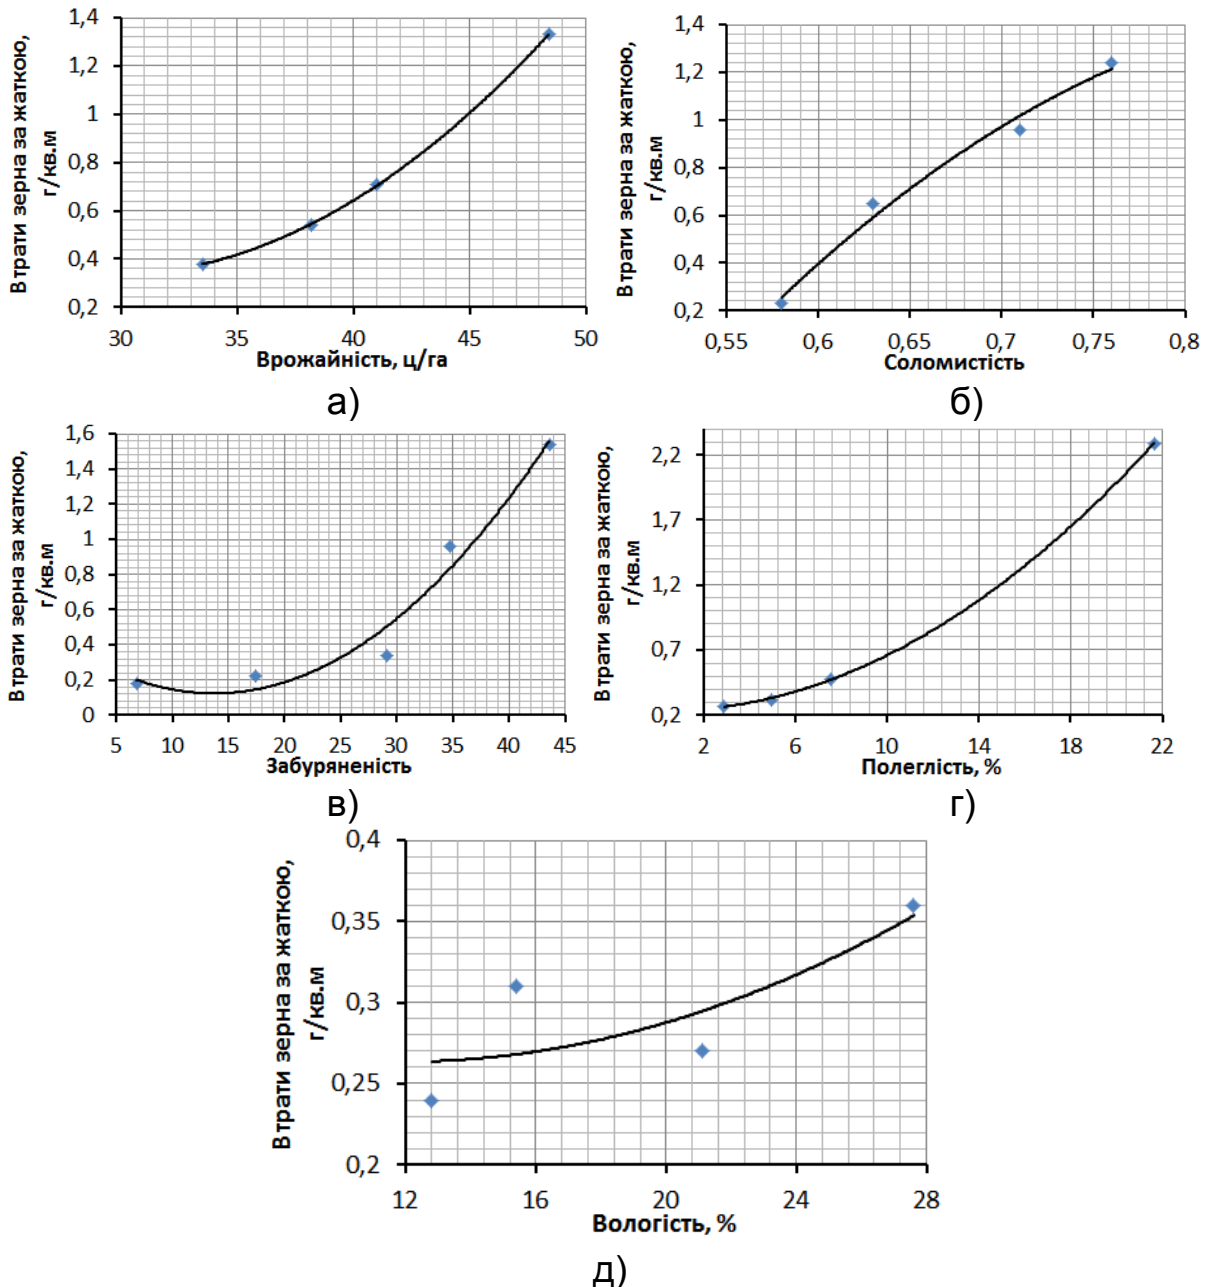 Втрати зерна за жаткою,
г/кв.м
1,4
1,2
1
0,8
0,6
0,4
0,2
30 35 40 45 50
Врожайність, ц/га
а)
Втрати зерна за жаткою,
г/кв.м
1,4
1,2
1
0,8
0,6
0,4
0,2
0,55 0,6 0,65 0,7 0,75 0,8
Соломистість
б)
Втрати зерна за жаткою,
г/кв.м
1,6
1,4
1,2
1
0,8
0,6
0,4
0,2
0
5 10 15 20 25 30 35 40 45
Забуряненість
в)
Втрати зерна за жаткою,
г/кв.м
2,2
1,7
1,2
0,7
0,2
2 6 10 14 18 22
Полеглість, %
г)
Втрати зерна за жаткою,
г/кв.м
0,4
0,35
0,3
0,25
0,2
12 16 20 24 28
Вологість, %
д)